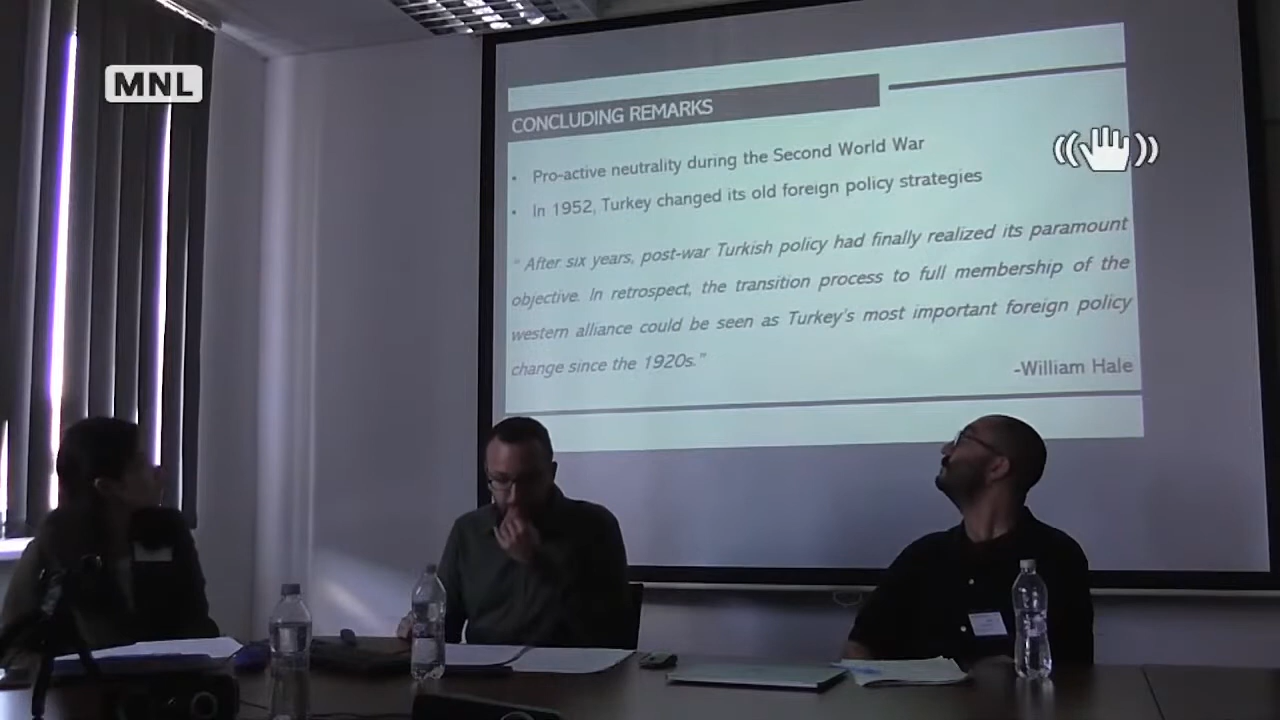 MNL
CONCLUDING REMARKS
• Pro-active neutrality during the Second World War
• In 1952, Turkey changed its old foreign policy strategies
“ After six years, post-war Turkish policy had finally realized its paramount
objective. In retrospect, the transition process to full membership of the
western alliance could be seen as Turkey's most important foreign policy
change since the 1920s.”
-William Hale